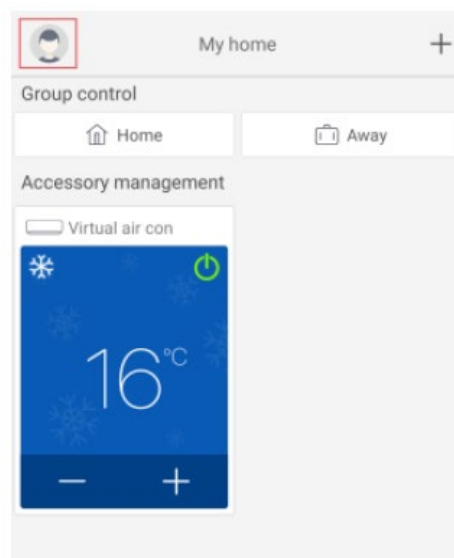 My home +
Group control
Home Away
Accessory management
Virtual air con
16°C
− +